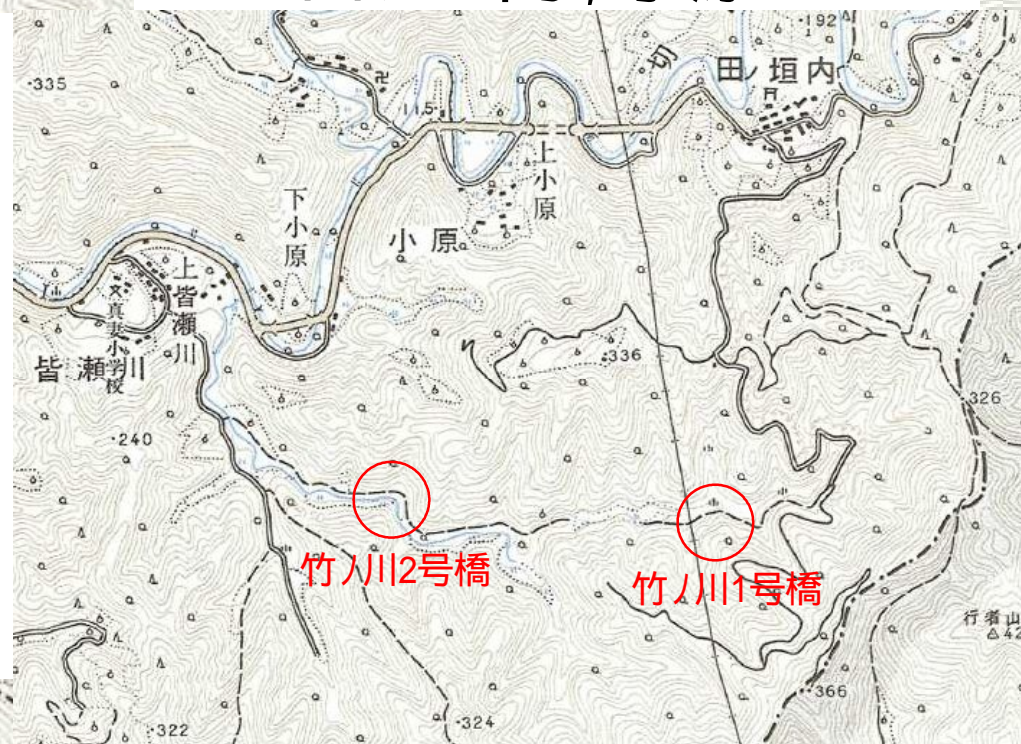 192
田ノ垣内
切
335
115
上小原
下小原
小原
上皆瀬川
真妻小学校
皆瀬川
336
326
240
竹ノ川2号橋
竹ノ川1号橋
行者山
42
366
324
322